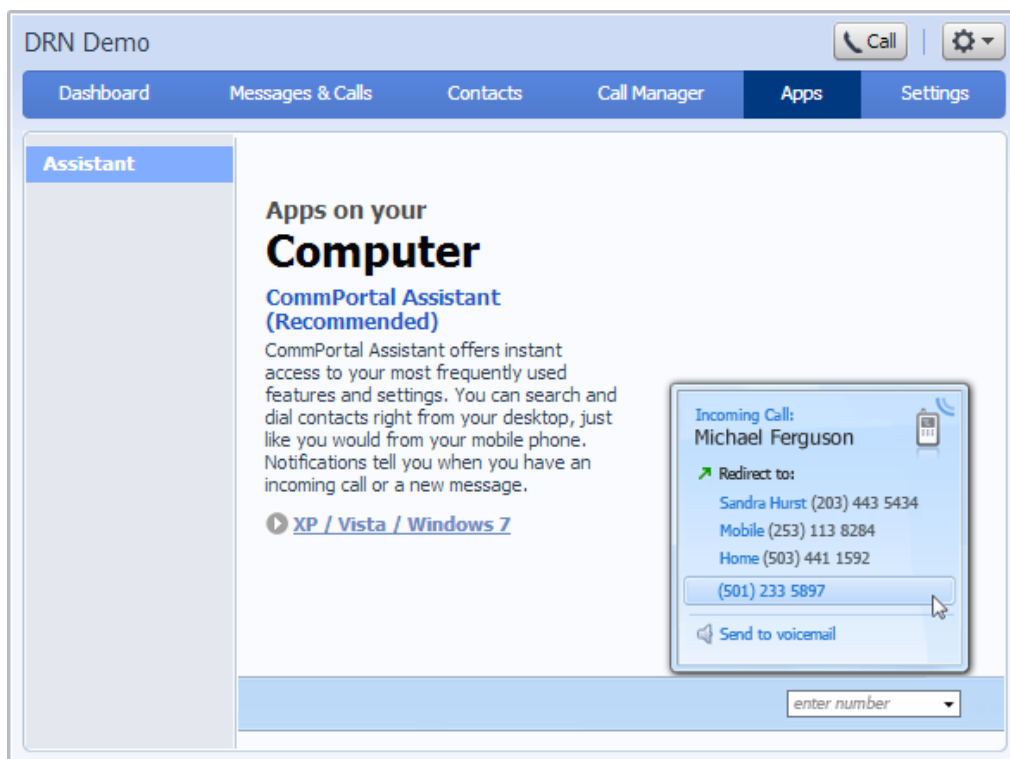 DRN Demo
Call
Dashboard Messages & Calls Contacts Call Manager Apps Settings
Assistant
Apps on your
Computer
CommPortal Assistant
(Recommended)
CommPortal Assistant offers instant
access to your most frequently used
features and settings. You can search and
dial contacts right from your desktop, just
like you would from your mobile phone.
Notifications tell you when you have an
incoming call or a new message.
XP / Vista / Windows 7
Incoming Call:
Michael Ferguson
Redirect to:
Sandra Hurst (203) 443 5434
Mobile (253) 113 8284
Home (503) 441 1592
(501) 233 5897
Send to voicemail
enter number